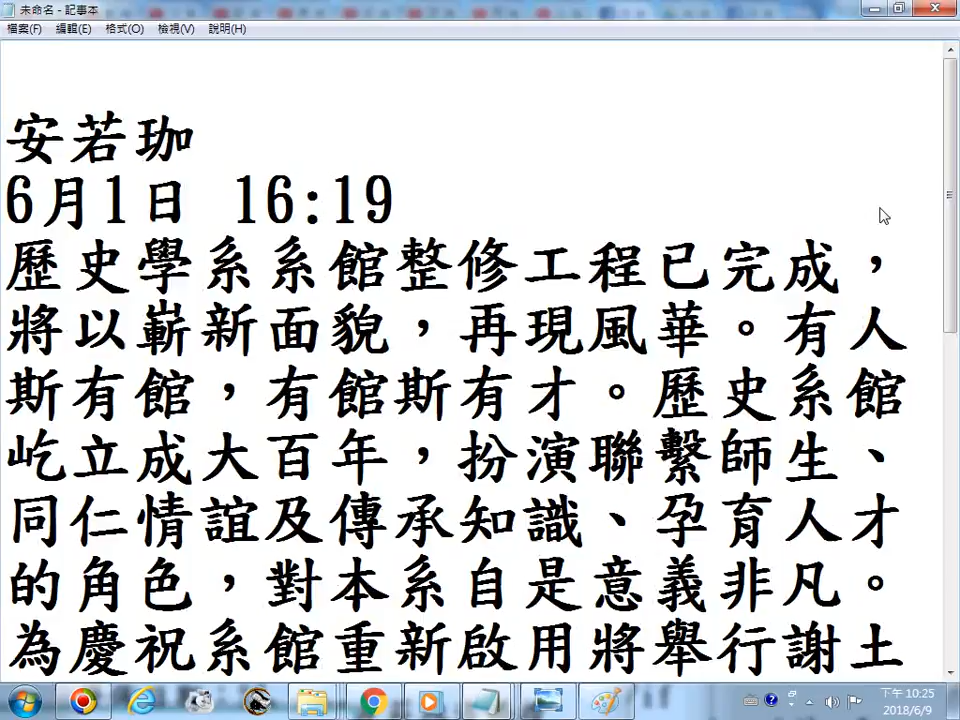 未命名 - 記事本
檔案(F) 編輯(E) 格式(O) 檢視(V) 說明(H)
安若珈
6月1日 16:19
歷史學系系館整修工程已完成，
將以嶄新面貌，再現風華。有人
斯有館，有館斯有才。歷史系館
屹立成大百年，扮演聯繫師生、
同仁情誼及傳承知識、孕育人才
的角色，對本系自是意義非凡。
為慶祝系館重新啟用將舉行謝土
下午 10:25
2018/6/9